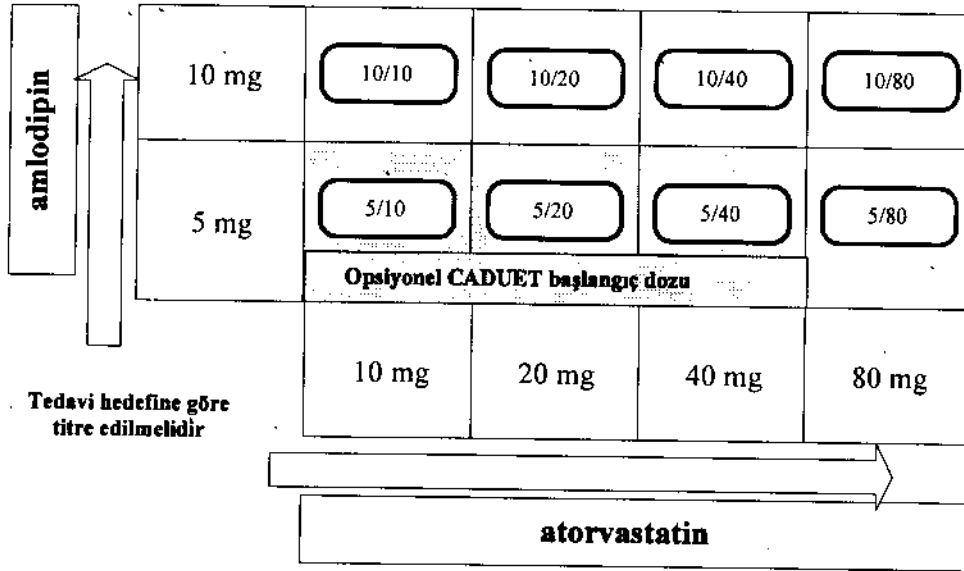 amlodipin
10 mg
10/10
10/20
10/40
10/80
5 mg
5/10
5/20
5/40
5/80
Opsiyonel CADUET başlangıç dozu
10 mg
20 mg
40 mg
80 mg
Tedavi hedefine göre
titre edilmelidir
atorvastatin